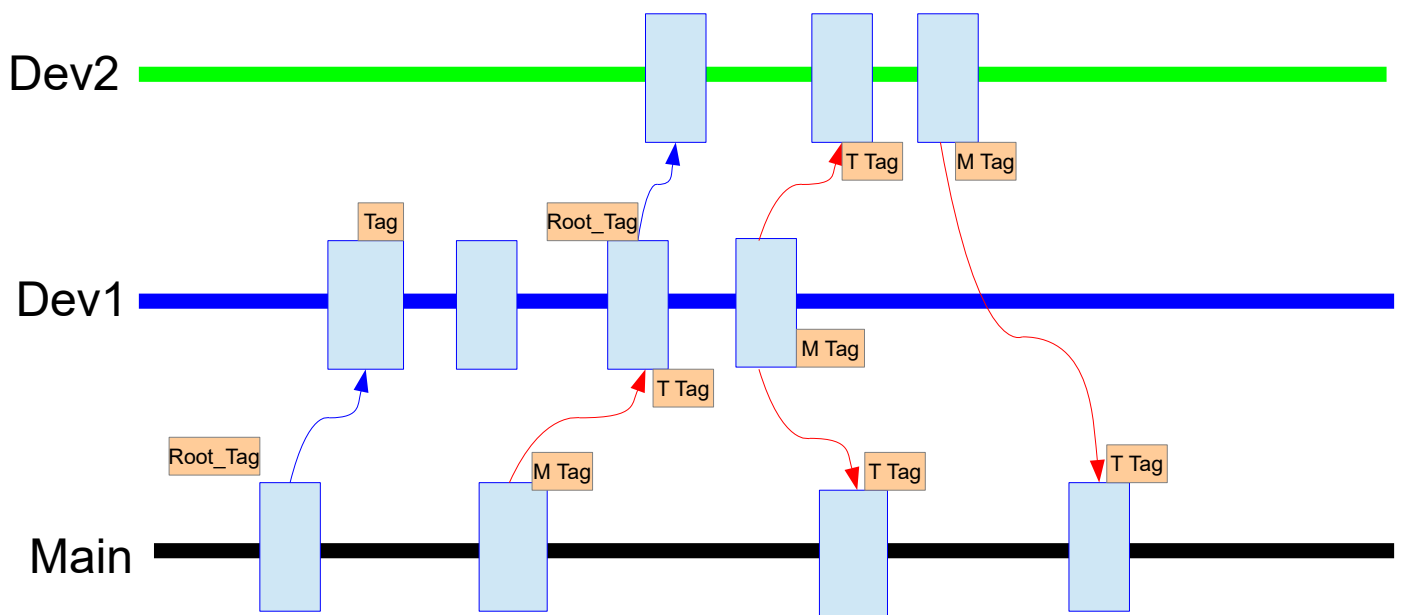 Dev2
T Tag
M Tag
Tag
Root_Tag
Dev1
M Tag
T Tag
Root_Tag
M Tag
T Tag
T Tag
Main